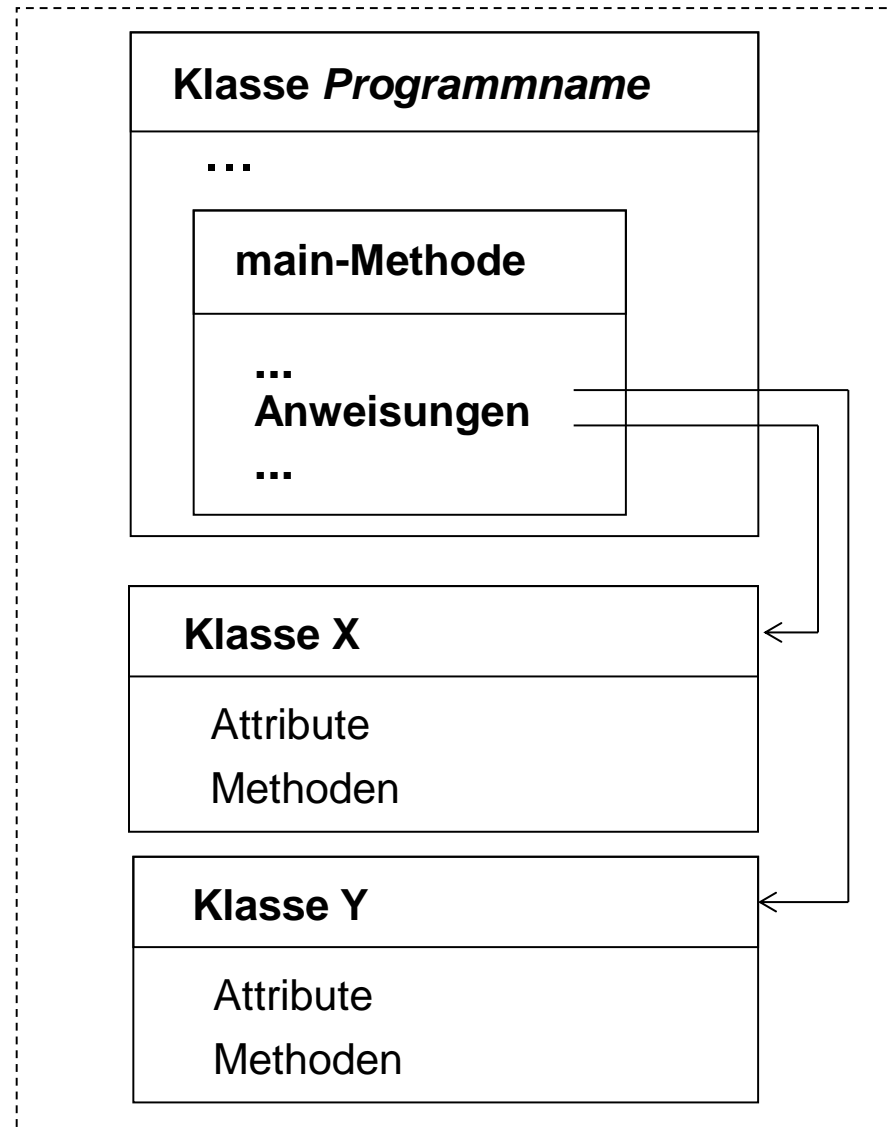 Klasse Programmname
...
main-Methode
...
Anweisungen
...
Klasse X
Attribute
Methoden
Klasse Y
Attribute
Methoden